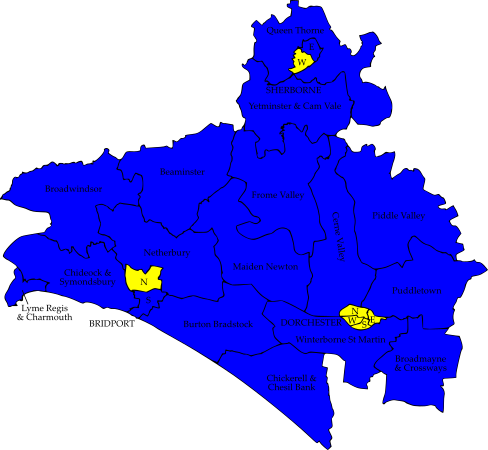 Queen Thorne
E
W
SHERBORNE
Yetminster & Cam Vale
Beaminster
Broadwindsor
Frome Valley
Piddle Valley
Cerne Valley
Netherbury
Maiden Newton
Chideock &
Symondsbury
N
S
Puddletown
Lyme Regis
& Charmouth
BRIDPORT
Burton Bradstock
DORCHESTER
N
W
E
S
Winterborne St Martin
Broadmayne
& Crossways
Chickerell &
Chesil Bank